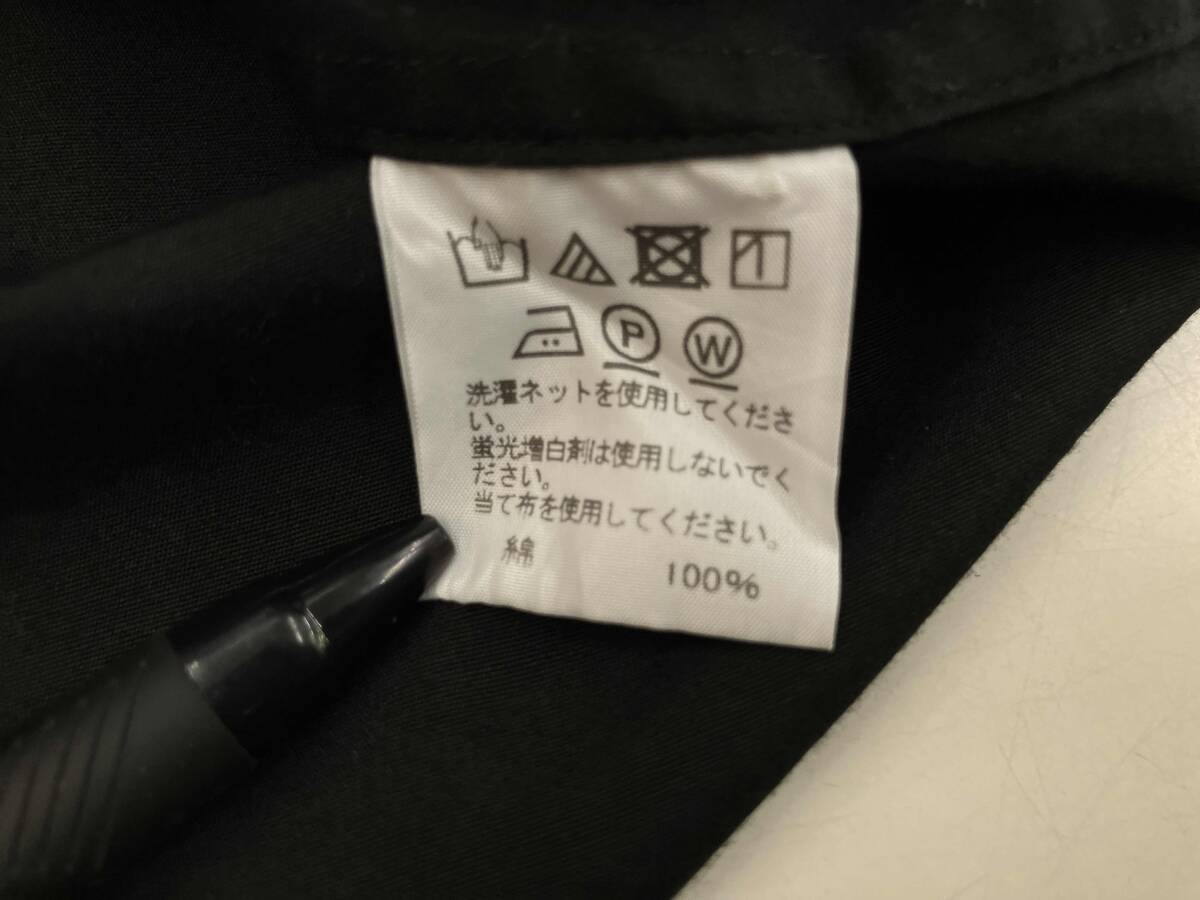 P W
洗濯ネットを使用してくださ
い。
蛍光増白剤は使用しないでく
ださい。
当て布を使用してください。
綿 100%